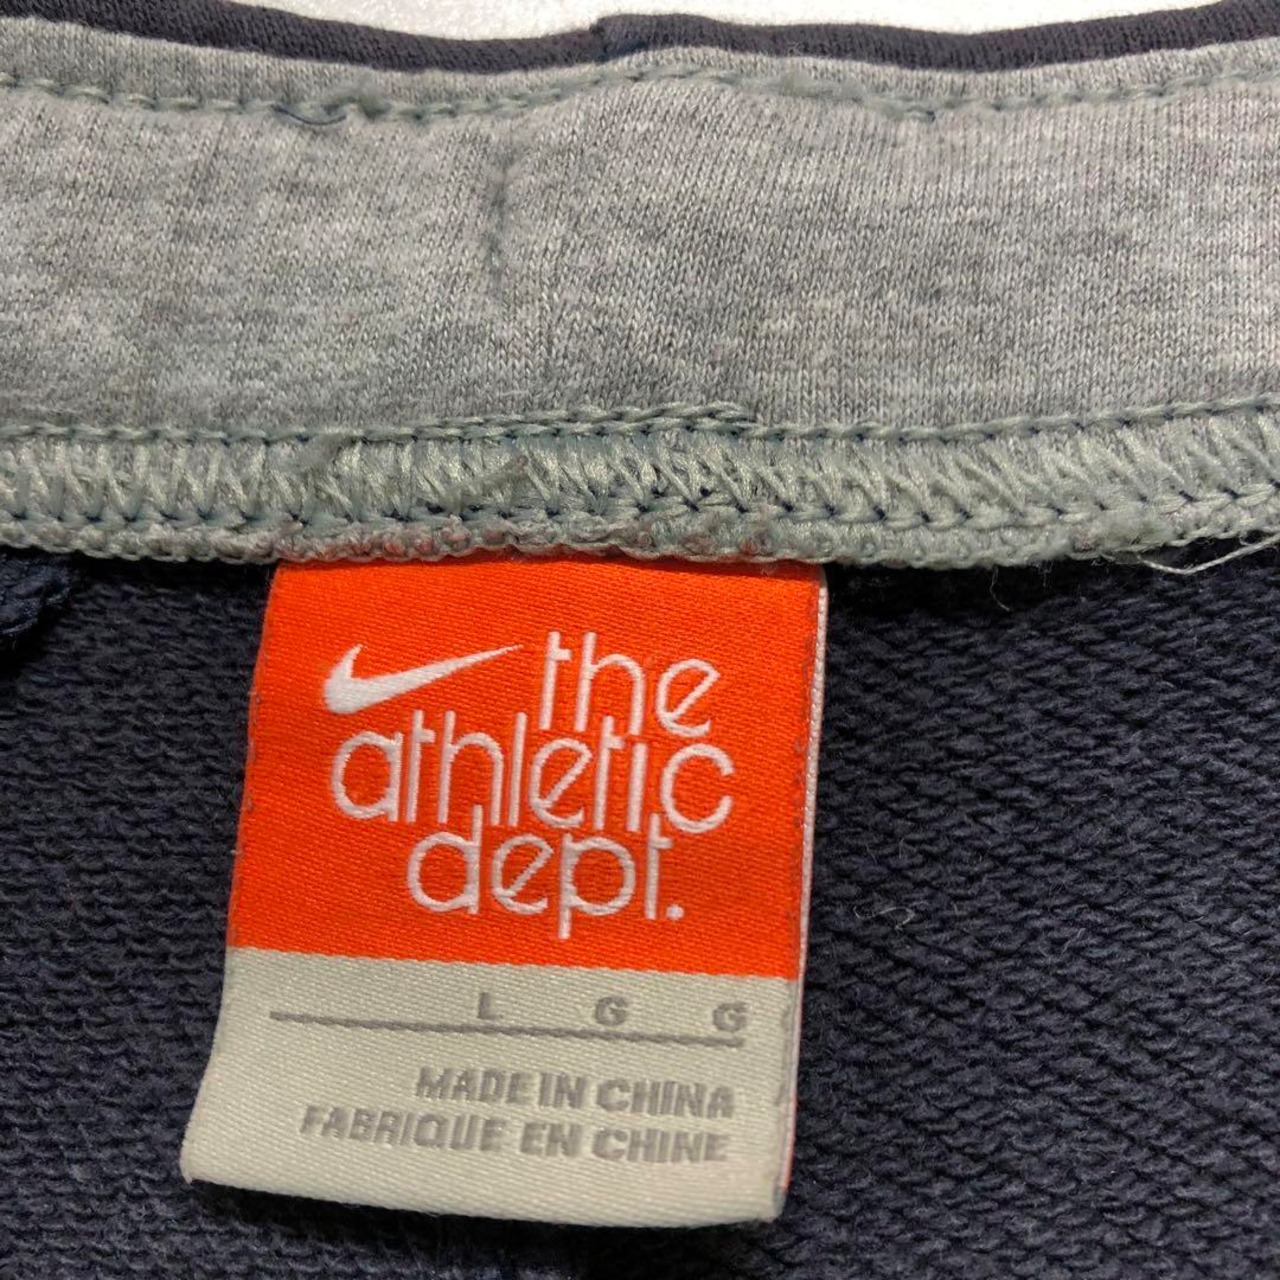 the
athletic
dept.
L G G
MADE IN CHINA
FABRIQUE EN CHINE